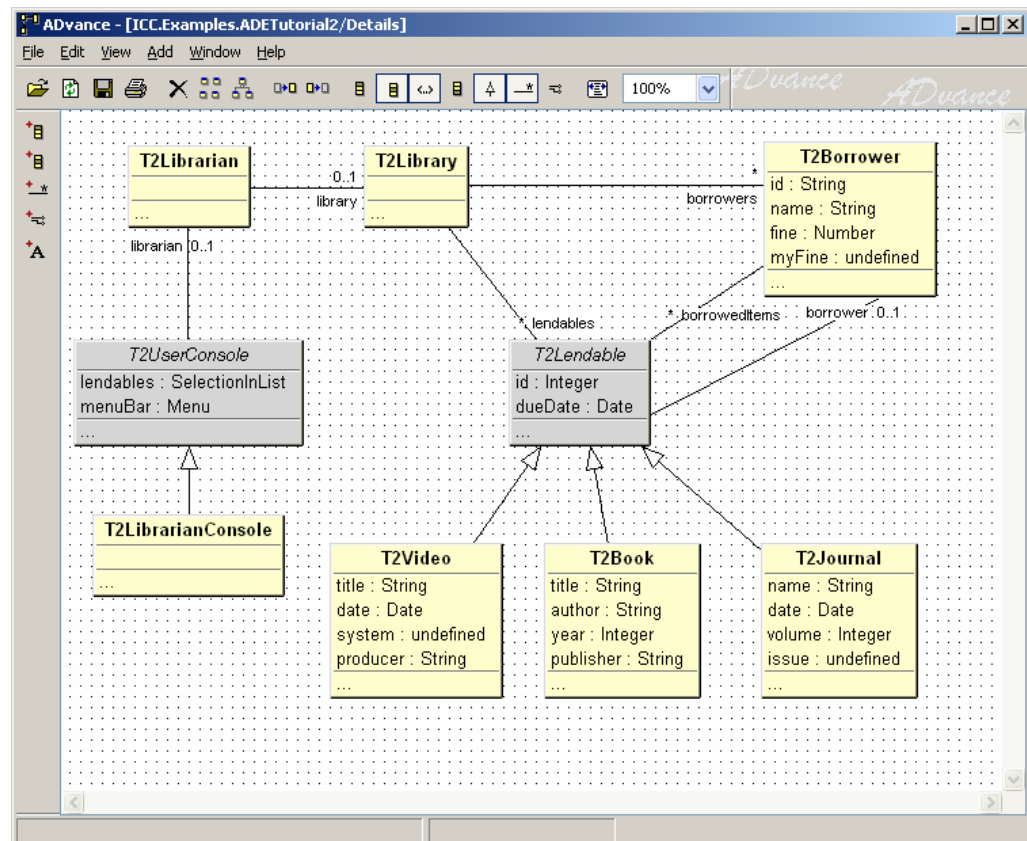 ADvance - [ICC.Examples.ADETutorial2/Details]
File Edit View Add Window Help
100%
ADvance
ADvance
T2Librarian
...
0..1
library
T2Library
...
*
borrowers
T2Borrower
id : String
name : String
fine : Number
myFine : undefined
...
librarian 0..1
* lendables
* borrowedItems
borrower 0..1
T2UserConsole
lendables : SelectionInList
menuBar : Menu
...
T2Lendable
id : Integer
dueDate : Date
...
T2LibrarianConsole
...
T2Video
title : String
date : Date
system : undefined
producer : String
...
T2Book
title : String
author : String
year : Integer
publisher : String
...
T2Journal
name : String
date : Date
volume : Integer
issue : undefined
...